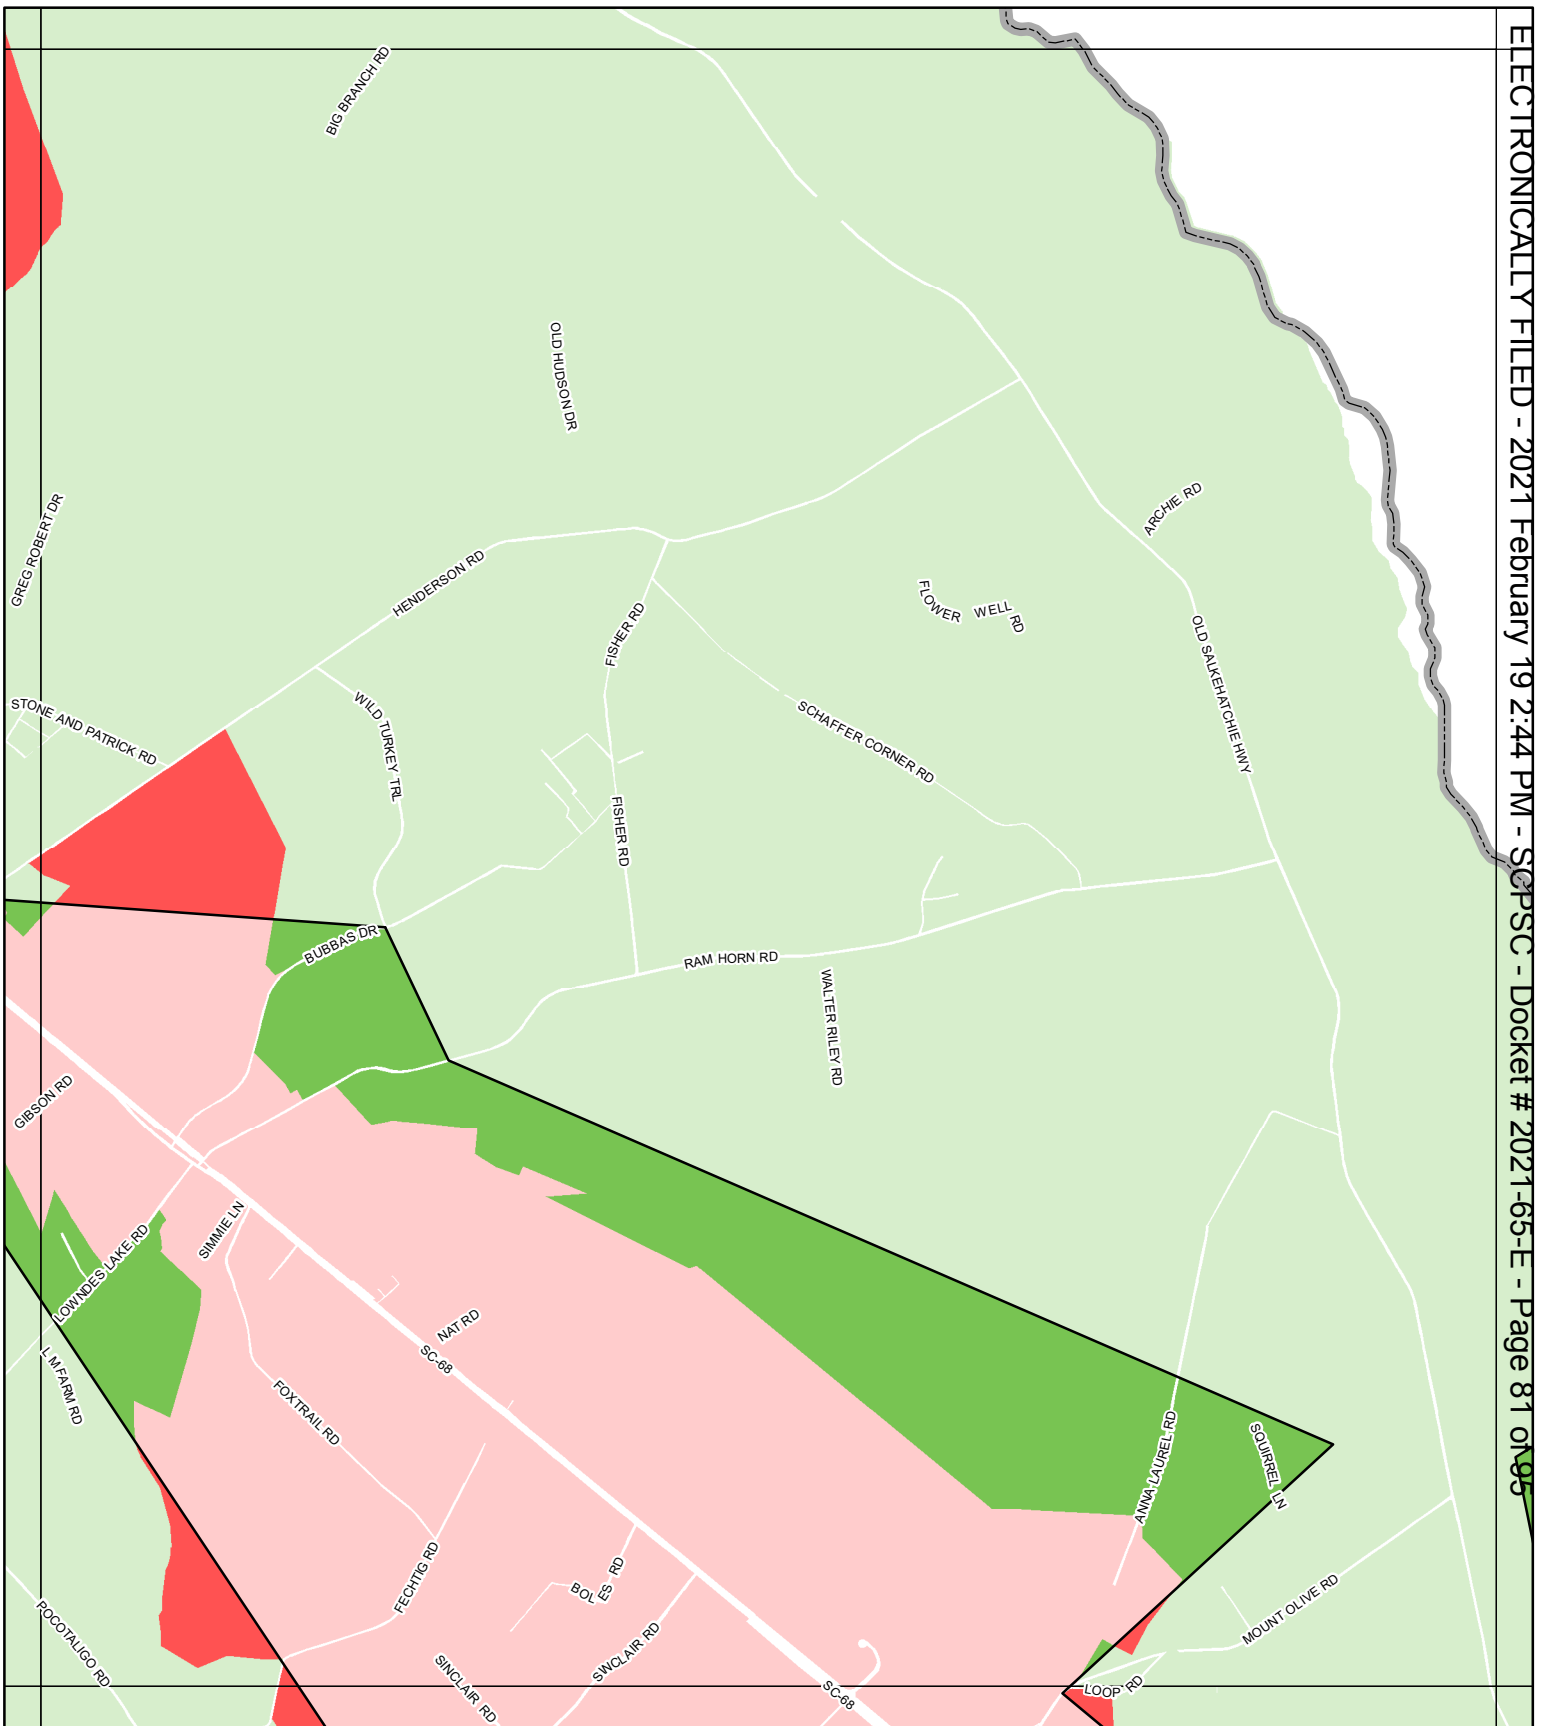 ELECTRONICALLY FILED - 2021 February 19 2:44 PM - SCPSC - Docket # 2021-65-E - Page 81 of 95
BIG BRANCH RD
OLD HUDSON DR
GREG ROBERT DR
ARCHIE RD
HENDERSON RD
FLOWER WELL RD
FISHER RD
OLD SALKEHATCHIE HWY
STONE AND PATRICK RD
WILD TURKEY TRL
SCHAFFER CORNER RD
FISHER RD
BUBBAS DR
RAM HORN RD
WALTER RILEY RD
GIBSON RD
SIMMIE LN
LOWNDES LAKE RD
NAT RD
SC-68
L M FARM RD
FOXTRAIL RD
ANNA LAUREL RD
SQUIRREL LN
FECHTIG RD
BOLES RD
MOUNT OLIVE RD
POCOTALIGO RD
SINCLAIR RD
SINCLAIR RD
SC-68
LOOP RD